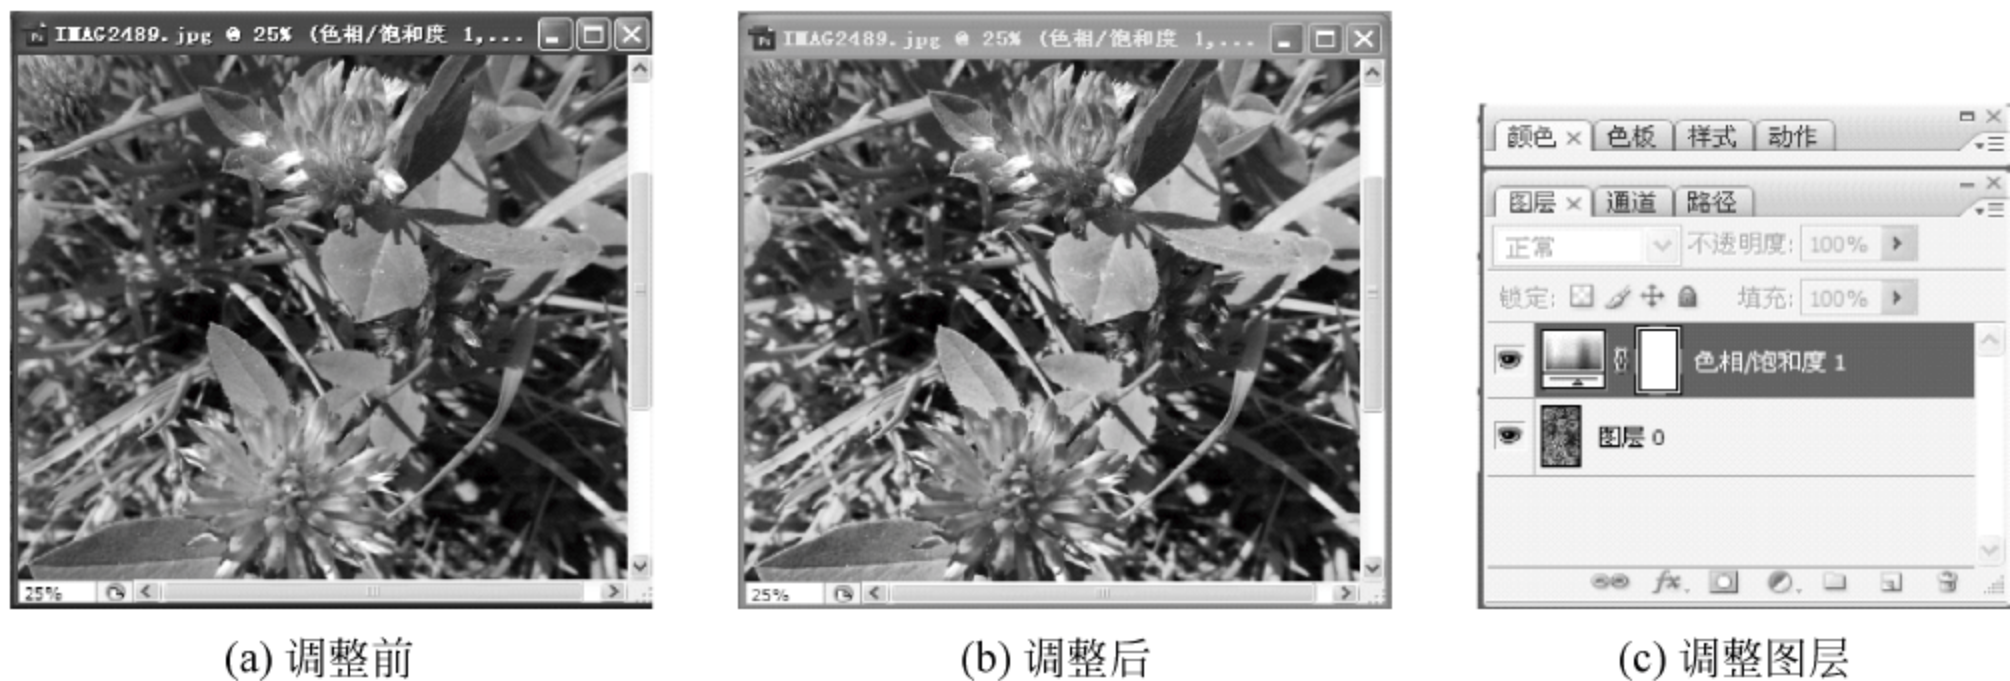 IMAG2489.jpg @ 25% (色相/饱和度 1,...
25%
IMAG2489.jpg @ 25% (色相/饱和度 1,...
25%
颜色 × 色板 样式 动作
图层 × 通道 路径
正常 不透明度: 100%
锁定: 填充: 100%
色相/饱和度 1
图层 0
fx.
(a) 调整前
(b) 调整后
(c) 调整图层